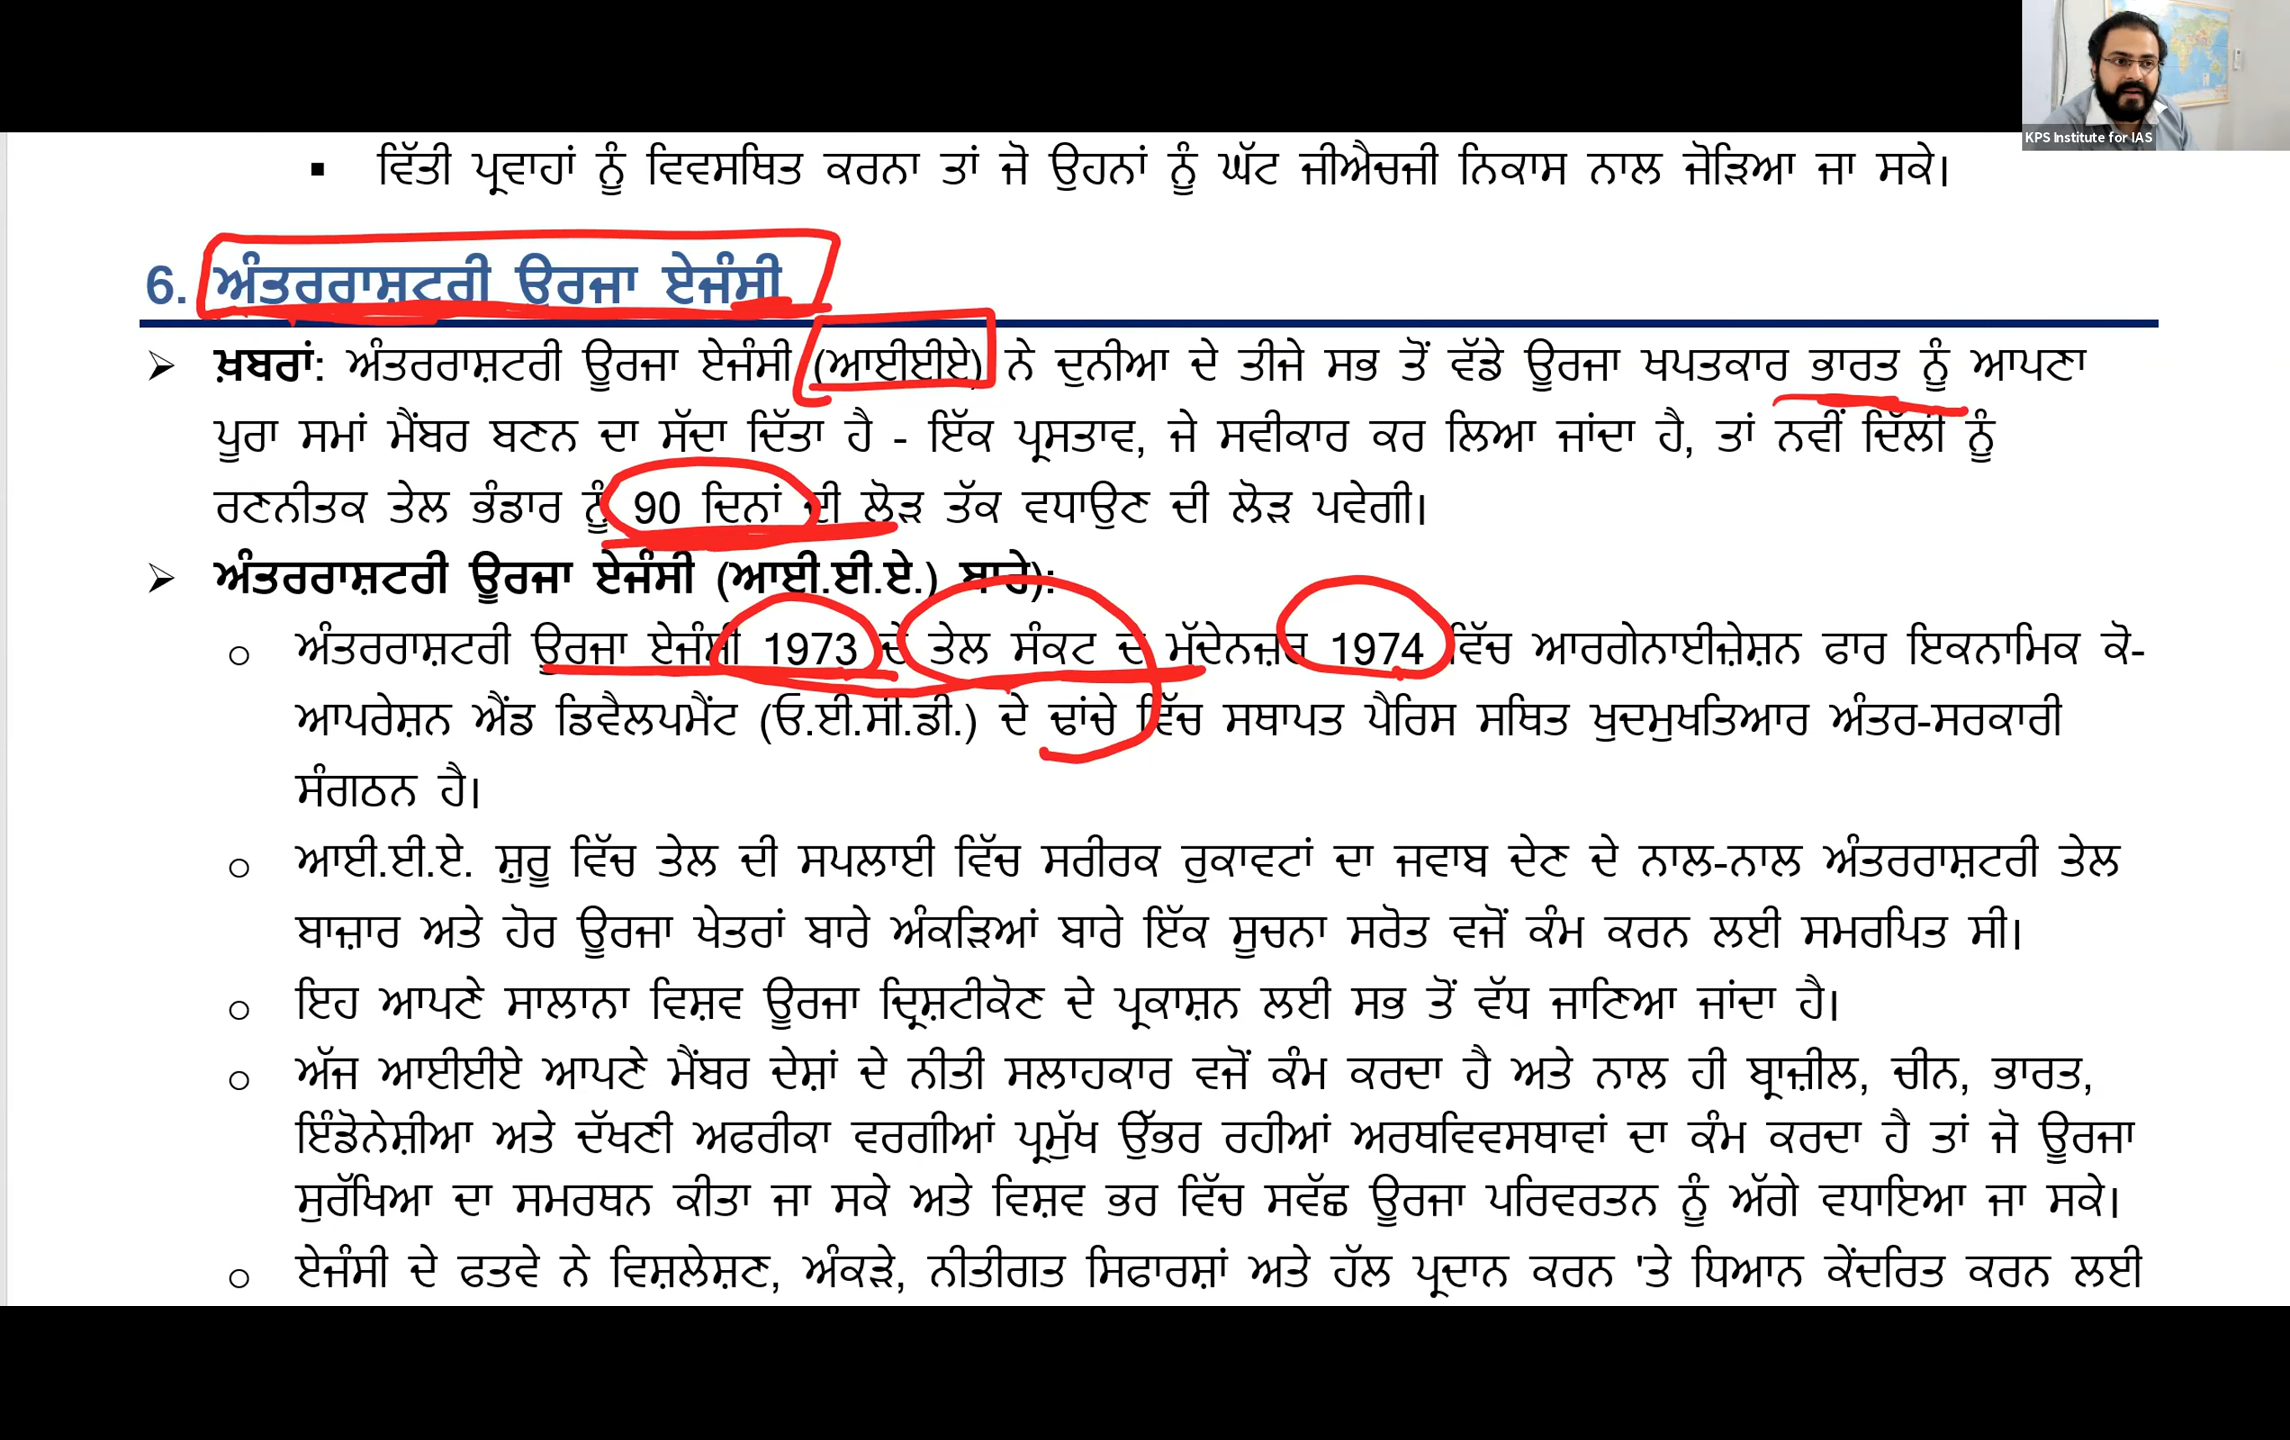 KPS Institute for IAS
▪ ਵਿੱਤੀ ਪ੍ਰਵਾਹਾਂ ਨੂੰ ਵਿਵਸਥਿਤ ਕਰਨਾ ਤਾਂ ਜੋ ਉਹਨਾਂ ਨੂੰ ਘੱਟ ਜੀਐਚਜੀ ਨਿਕਾਸ ਨਾਲ ਜੋੜਿਆ ਜਾ ਸਕੇ।
6. ਅੰਤਰਰਾਸ਼ਟਰੀ ਊਰਜਾ ਏਜੰਸੀ
➢ ਖ਼ਬਰਾਂ: ਅੰਤਰਰਾਸ਼ਟਰੀ ਊਰਜਾ ਏਜੰਸੀ (ਆਈਈਏ) ਨੇ ਦੁਨੀਆ ਦੇ ਤੀਜੇ ਸਭ ਤੋਂ ਵੱਡੇ ਊਰਜਾ ਖਪਤਕਾਰ ਭਾਰਤ ਨੂੰ ਆਪਣਾ
ਪੂਰਾ ਸਮਾਂ ਮੈਂਬਰ ਬਣਨ ਦਾ ਸੱਦਾ ਦਿੱਤਾ ਹੈ - ਇੱਕ ਪ੍ਰਸਤਾਵ, ਜੇ ਸਵੀਕਾਰ ਕਰ ਲਿਆ ਜਾਂਦਾ ਹੈ, ਤਾਂ ਨਵੀਂ ਦਿੱਲੀ ਨੂੰ
ਰਣਨੀਤਕ ਤੇਲ ਭੰਡਾਰ ਨੂੰ 90 ਦਿਨਾਂ ਦੀ ਲੋੜ ਤੱਕ ਵਧਾਉਣ ਦੀ ਲੋੜ ਪਵੇਗੀ।
➢ ਅੰਤਰਰਾਸ਼ਟਰੀ ਊਰਜਾ ਏਜੰਸੀ (ਆਈ.ਈ.ਏ.) ਬਾਰੇ):
o ਅੰਤਰਰਾਸ਼ਟਰੀ ਊਰਜਾ ਏਜੰਸੀ 1973 ਦੇ ਤੇਲ ਸੰਕਟ ਦੇ ਮੱਦੇਨਜ਼ਰ 1974 ਵਿੱਚ ਆਰਗੇਨਾਈਜ਼ੇਸ਼ਨ ਫਾਰ ਇਕਨਾਮਿਕ ਕੋ-
ਆਪਰੇਸ਼ਨ ਐਂਡ ਡਿਵੈਲਪਮੈਂਟ (ਓ.ਈ.ਸੀ.ਡੀ.) ਦੇ ਢਾਂਚੇ ਵਿੱਚ ਸਥਾਪਤ ਪੈਰਿਸ ਸਥਿਤ ਖੁਦਮੁਖਤਿਆਰ ਅੰਤਰ-ਸਰਕਾਰੀ
ਸੰਗਠਨ ਹੈ।
o ਆਈ.ਈ.ਏ. ਸ਼ੁਰੂ ਵਿੱਚ ਤੇਲ ਦੀ ਸਪਲਾਈ ਵਿੱਚ ਸਰੀਰਕ ਰੁਕਾਵਟਾਂ ਦਾ ਜਵਾਬ ਦੇਣ ਦੇ ਨਾਲ-ਨਾਲ ਅੰਤਰਰਾਸ਼ਟਰੀ ਤੇਲ
ਬਾਜ਼ਾਰ ਅਤੇ ਹੋਰ ਊਰਜਾ ਖੇਤਰਾਂ ਬਾਰੇ ਅੰਕੜਿਆਂ ਬਾਰੇ ਇੱਕ ਸੂਚਨਾ ਸਰੋਤ ਵਜੋਂ ਕੰਮ ਕਰਨ ਲਈ ਸਮਰਪਿਤ ਸੀ।
o ਇਹ ਆਪਣੇ ਸਾਲਾਨਾ ਵਿਸ਼ਵ ਊਰਜਾ ਦ੍ਰਿਸ਼ਟੀਕੋਣ ਦੇ ਪ੍ਰਕਾਸ਼ਨ ਲਈ ਸਭ ਤੋਂ ਵੱਧ ਜਾਣਿਆ ਜਾਂਦਾ ਹੈ।
o ਅੱਜ ਆਈਈਏ ਆਪਣੇ ਮੈਂਬਰ ਦੇਸ਼ਾਂ ਦੇ ਨੀਤੀ ਸਲਾਹਕਾਰ ਵਜੋਂ ਕੰਮ ਕਰਦਾ ਹੈ ਅਤੇ ਨਾਲ ਹੀ ਬ੍ਰਾਜ਼ੀਲ, ਚੀਨ, ਭਾਰਤ,
ਇੰਡੋਨੇਸ਼ੀਆ ਅਤੇ ਦੱਖਣੀ ਅਫਰੀਕਾ ਵਰਗੀਆਂ ਪ੍ਰਮੁੱਖ ਉੱਭਰ ਰਹੀਆਂ ਅਰਥਵਿਵਸਥਾਵਾਂ ਦਾ ਕੰਮ ਕਰਦਾ ਹੈ ਤਾਂ ਜੋ ਊਰਜਾ
ਸੁਰੱਖਿਆ ਦਾ ਸਮਰਥਨ ਕੀਤਾ ਜਾ ਸਕੇ ਅਤੇ ਵਿਸ਼ਵ ਭਰ ਵਿੱਚ ਸਵੱਛ ਊਰਜਾ ਪਰਿਵਰਤਨ ਨੂੰ ਅੱਗੇ ਵਧਾਇਆ ਜਾ ਸਕੇ।
o ਏਜੰਸੀ ਦੇ ਫਤਵੇ ਨੇ ਵਿਸ਼ਲੇਸ਼ਣ, ਅੰਕੜੇ, ਨੀਤੀਗਤ ਸਿਫਾਰਸ਼ਾਂ ਅਤੇ ਹੱਲ ਪ੍ਰਦਾਨ ਕਰਨ 'ਤੇ ਧਿਆਨ ਕੇਂਦਰਿਤ ਕਰਨ ਲਈ